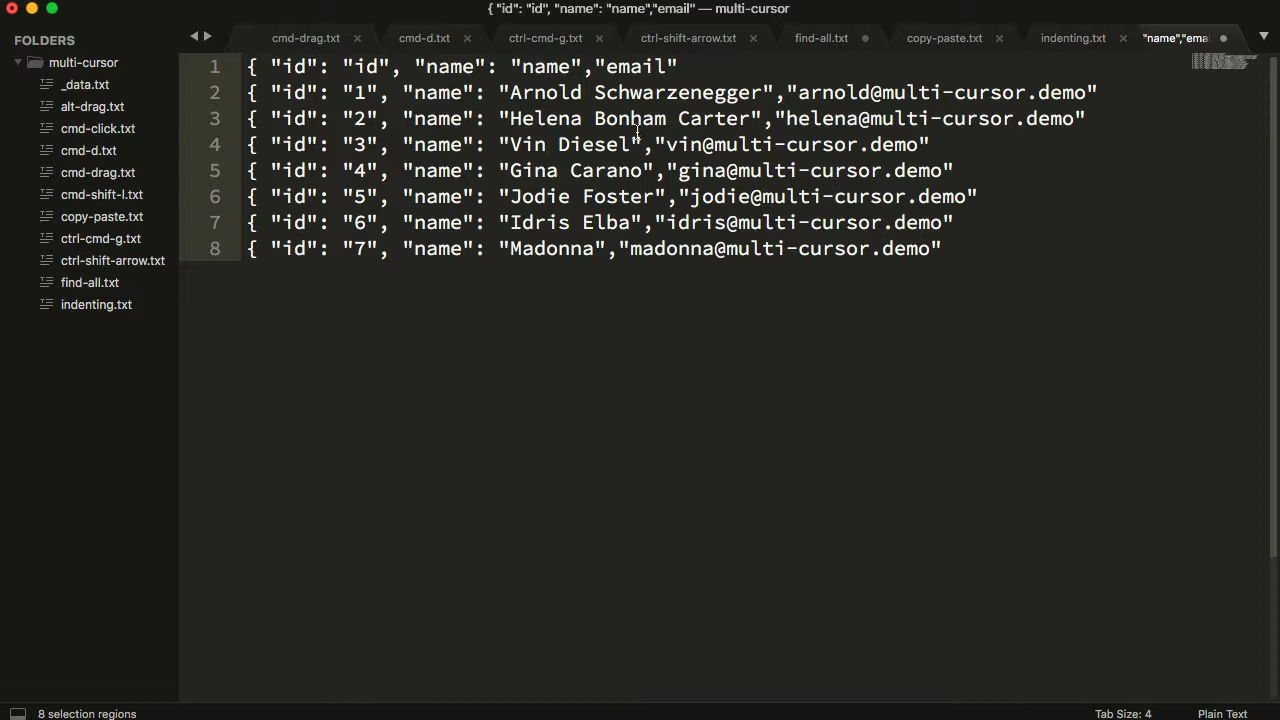 { "id": "id", "name": "name","email" — multi-cursor
FOLDERS
multi-cursor
_data.txt
alt-drag.txt
cmd-click.txt
cmd-d.txt
cmd-drag.txt
cmd-shift-l.txt
copy-paste.txt
ctrl-cmd-g.txt
ctrl-shift-arrow.txt
find-all.txt
indenting.txt
cmd-drag.txt × cmd-d.txt × ctrl-cmd-g.txt × ctrl-shift-arrow.txt × find-all.txt copy-paste.txt × indenting.txt × "name","ema
1 { "id": "id", "name": "name","email"
2 { "id": "1", "name": "Arnold Schwarzenegger","arnold@multi-cursor.demo"
3 { "id": "2", "name": "Helena Bonham Carter","helena@multi-cursor.demo"
4 { "id": "3", "name": "Vin Diesel","vin@multi-cursor.demo"
5 { "id": "4", "name": "Gina Carano","gina@multi-cursor.demo"
6 { "id": "5", "name": "Jodie Foster","jodie@multi-cursor.demo"
7 { "id": "6", "name": "Idris Elba","idris@multi-cursor.demo"
8 { "id": "7", "name": "Madonna","madonna@multi-cursor.demo"
8 selection regions
Tab Size: 4
Plain Text